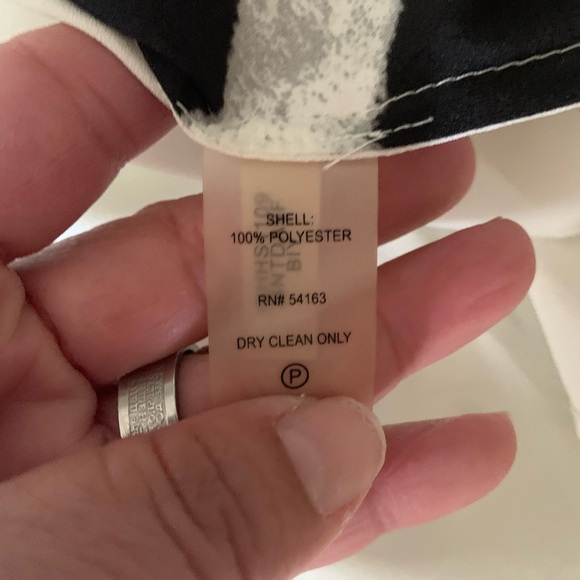 SHELL:
100% POLYESTER
RN# 54163
DRY CLEAN ONLY
P